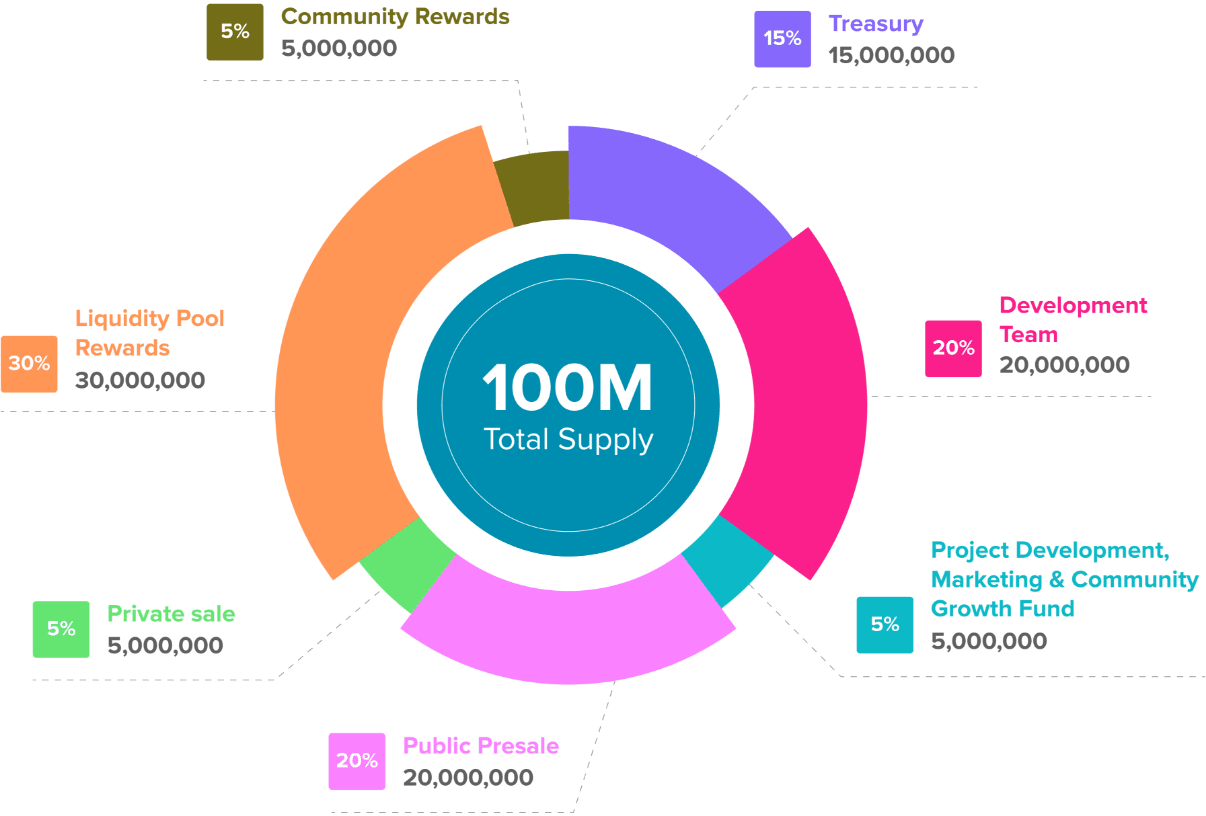 5%
Community Rewards
5,000,000
15%
Treasury
15,000,000
Liquidity Pool
Rewards
30%
30,000,000
100M
Total Supply
Development
Team
20%
20,000,000
Project Development,
Marketing & Community
Growth Fund
5%
5,000,000
5%
Private sale
5,000,000
20%
Public Presale
20,000,000